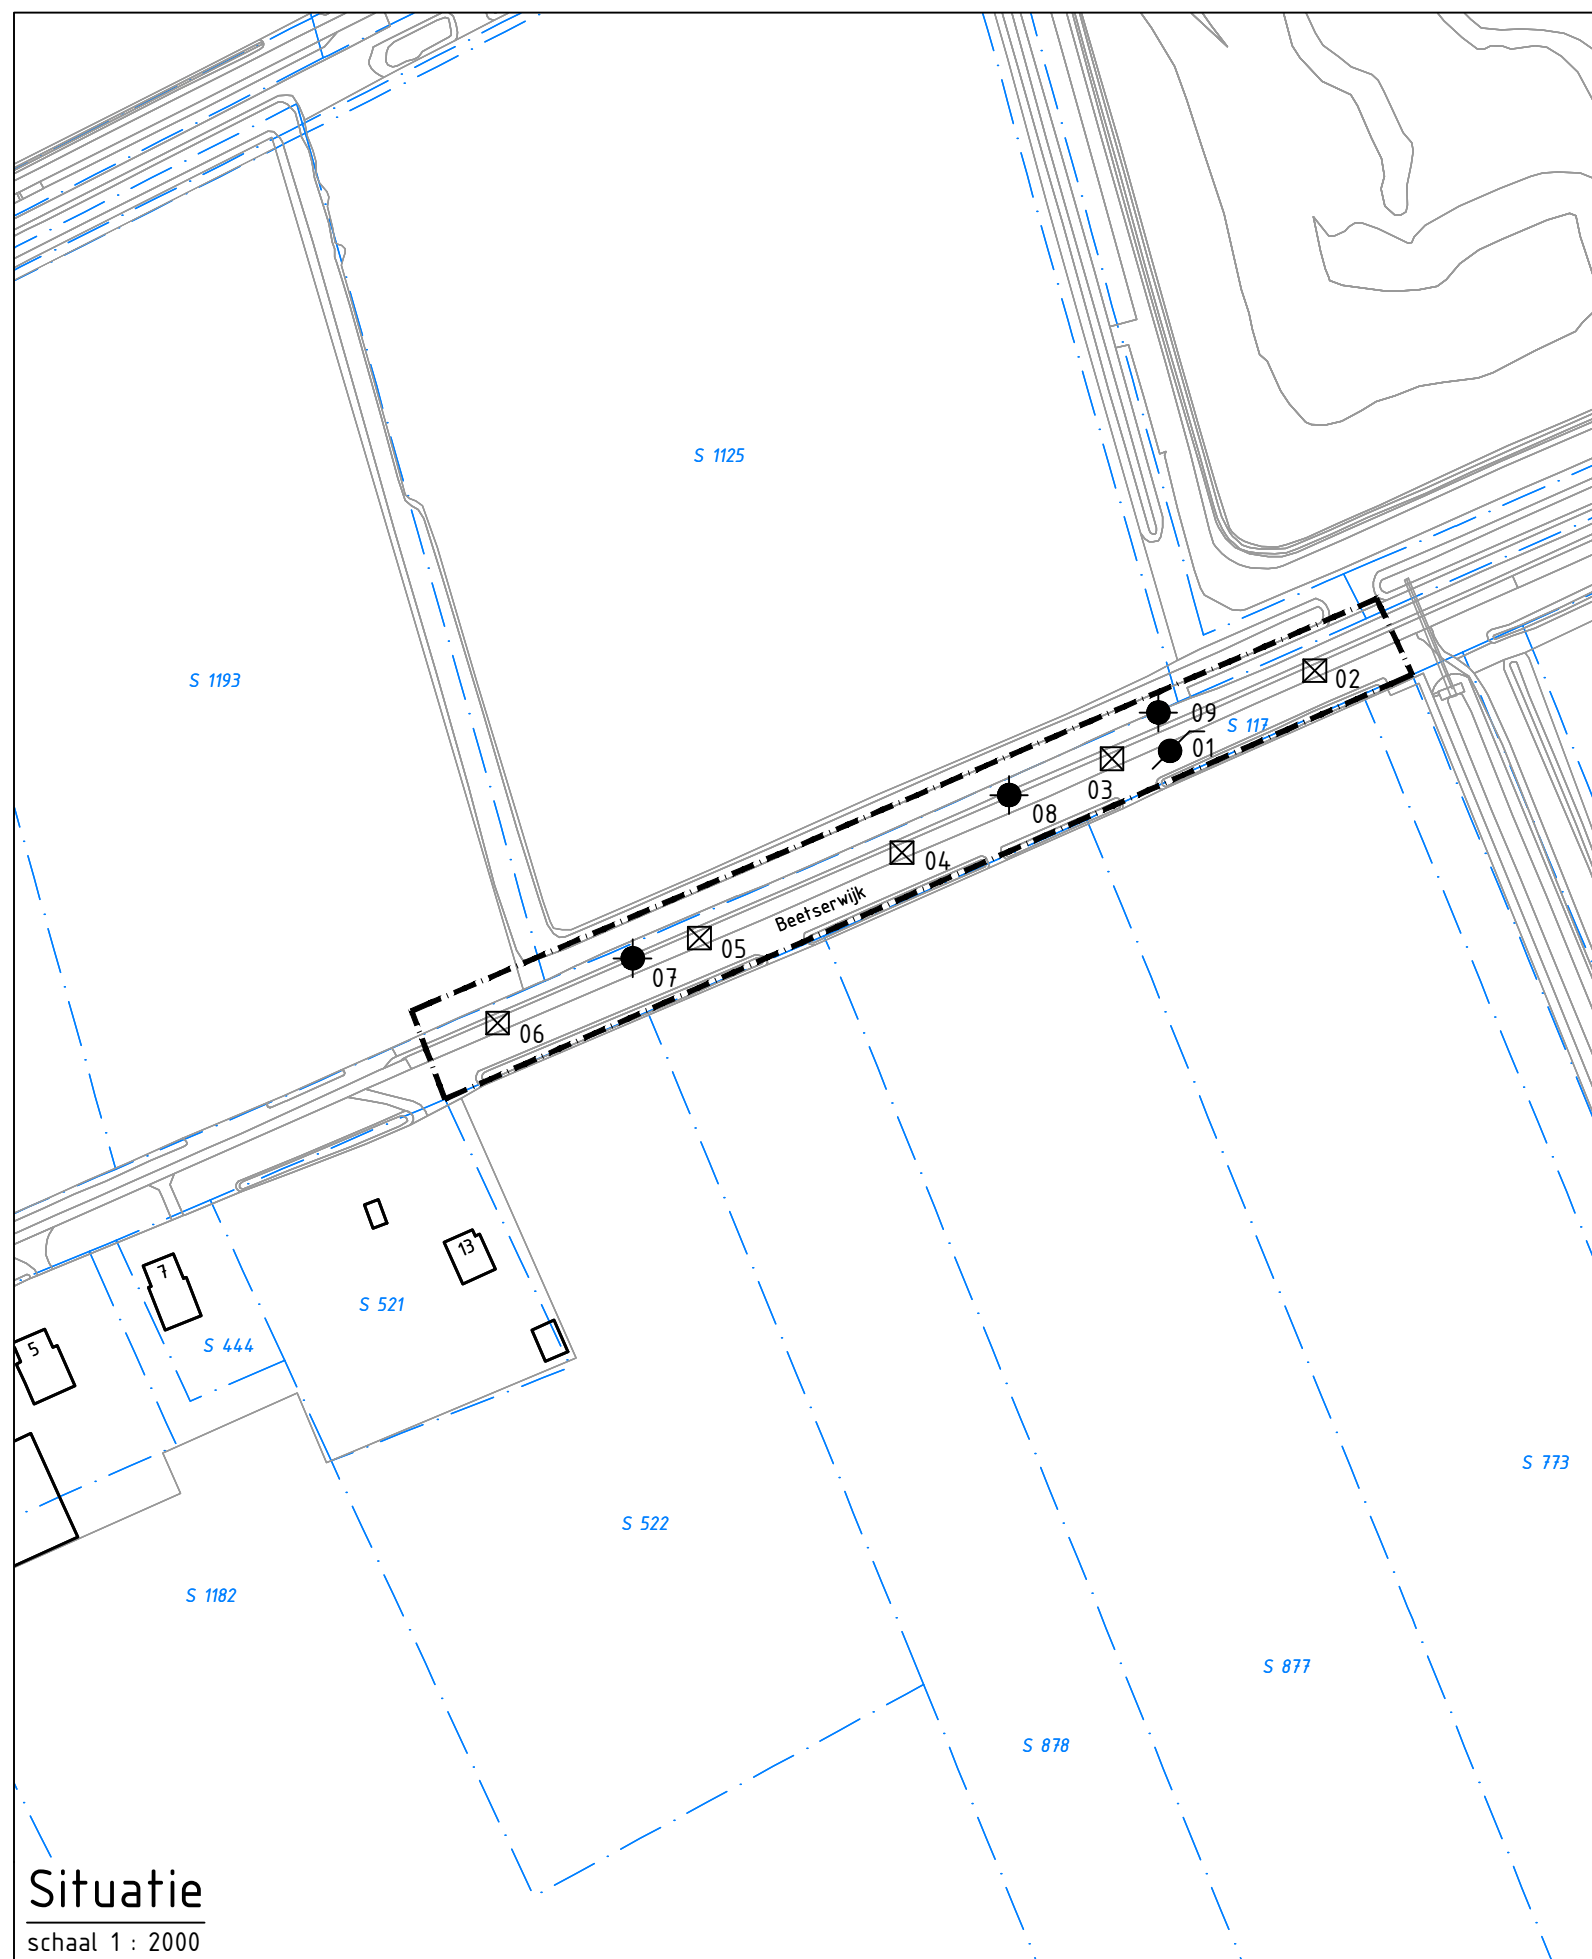 S 1125
S 1193
02
09
S 117
01
03
08
04
Beetserwijk
05
07
06
13
7
S 521
S 444
5
S 773
S 522
S 1182
S 877
S 878
Situatie
schaal 1 : 2000